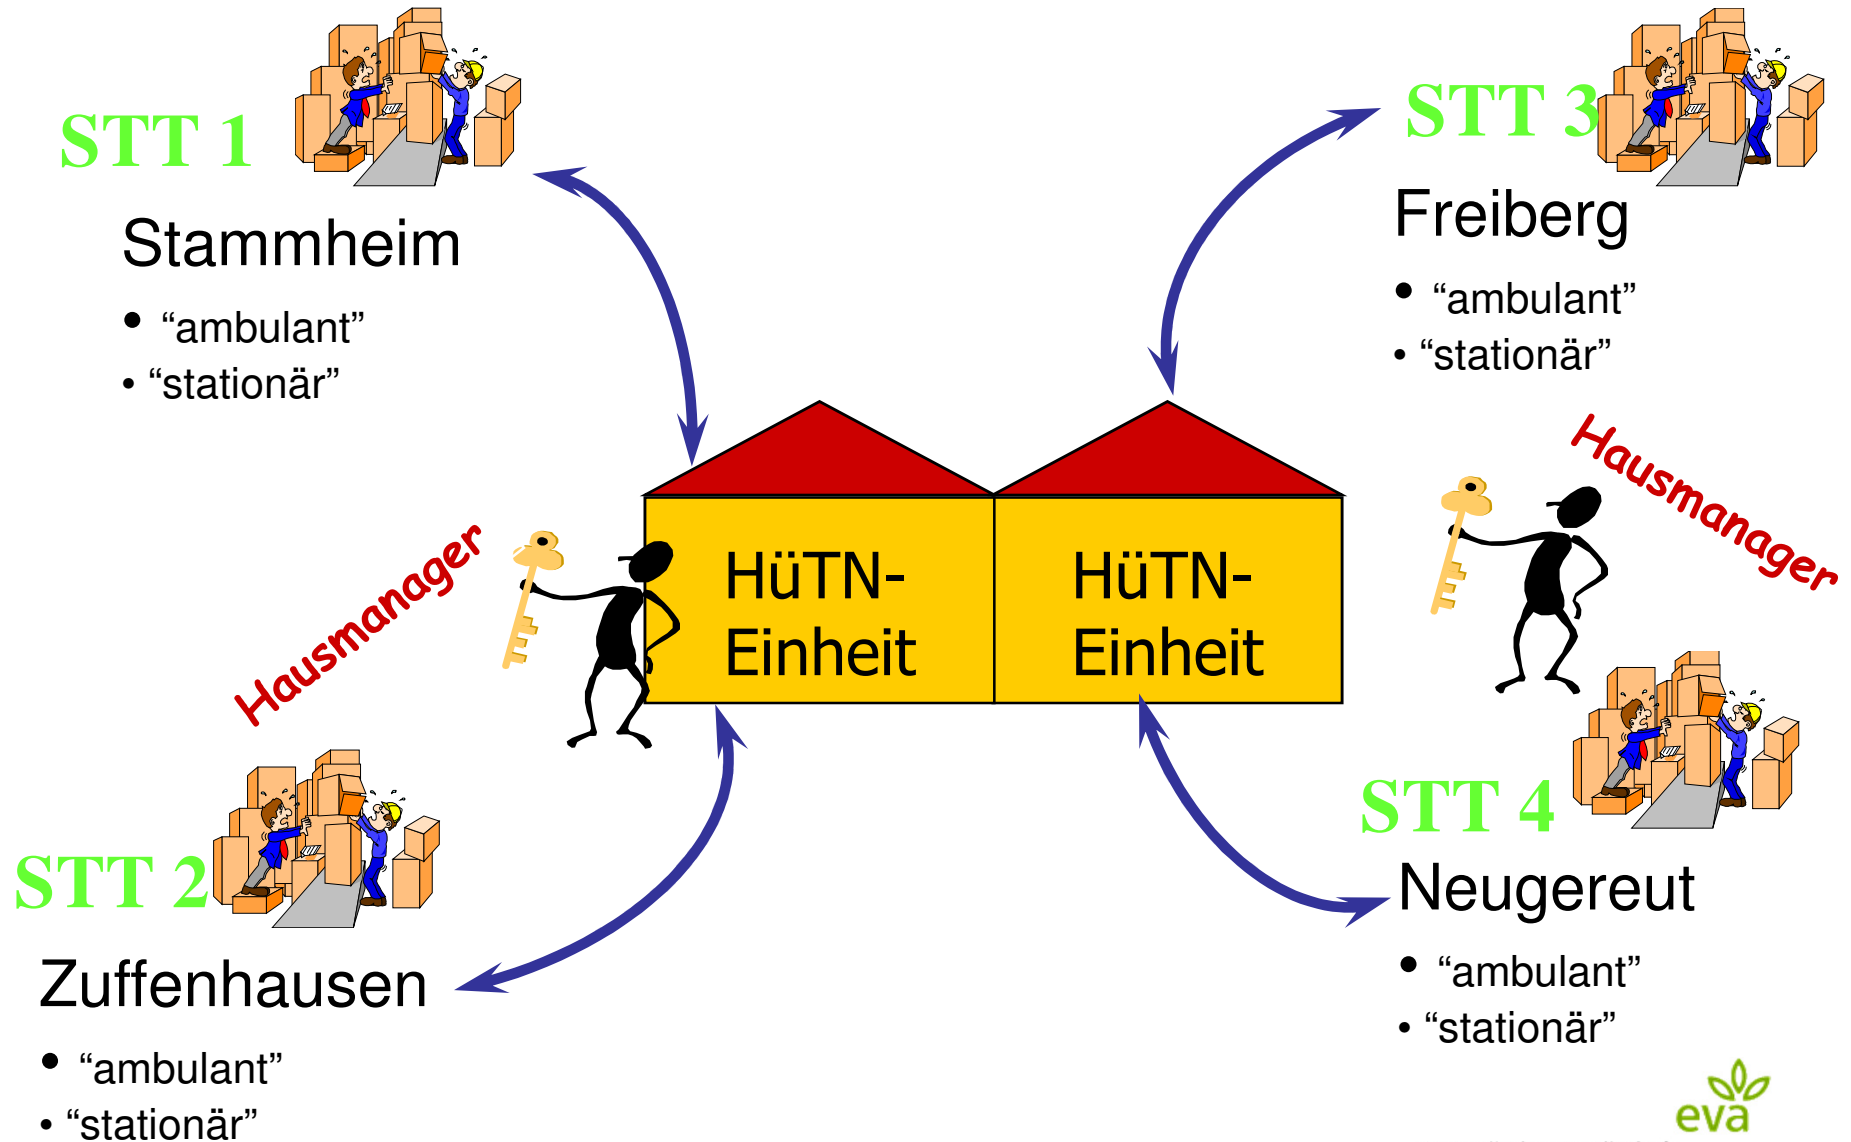 STT 1
Stammheim
• “ambulant”
• “stationär”
STT 3
Freiberg
• “ambulant”
• “stationär”
Hausmanager
Hausmanager
HüTN-
Einheit
HüTN-
Einheit
STT 2
Zuffenhausen
• “ambulant”
• “stationär”
STT 4
Neugereut
• “ambulant”
• “stationär”
eva